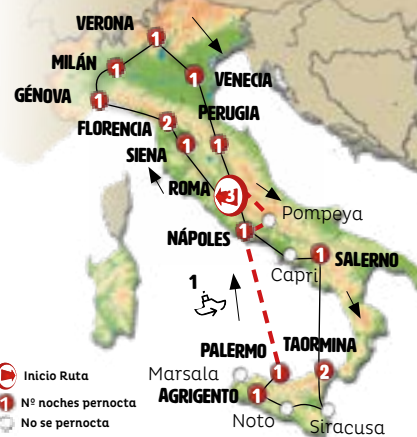 VERONA
1
MILÁN
1
1
VENECIA
GÉNOVA
1
PERUGIA
FLORENCIA
2
SIENA
1
1
ROMA
3
Pompeya
NÁPOLES
1
1
SALERNO
Capri
1
PALERMO
TAORMINA
Marsala
1
2
AGRIGENTO
1
Noto
Siracusa
Inicio Ruta
1 Nº noches pernocta
No se pernocta